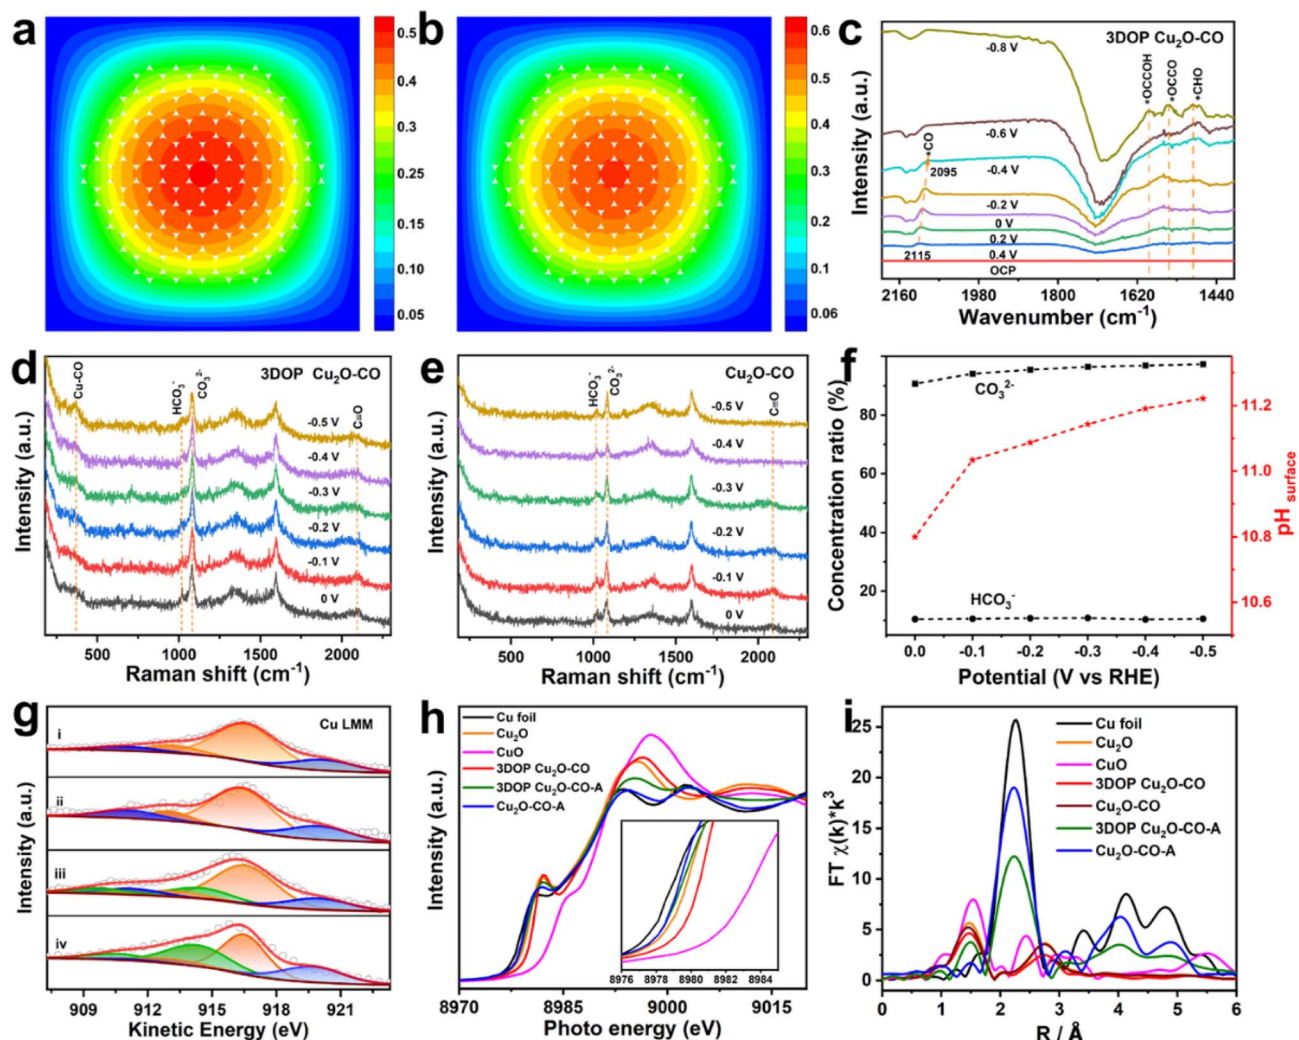 a
0.5
0.4
0.3
0.2
0.10
0.05
b
0.6
0.5
0.4
0.3
0.2
0.1
0.06
c
3DOP Cu₂O-CO
-0.8 V
-0.6 V
-0.4 V
-0.2 V
0 V
0.2 V
0.4 V
OCP
*CO
2095
2115
*OCCOH
*OCCO
*CHO
Intensity (a.u.)
2160 1980 1800 1620 1440
Wavenumber (cm⁻¹)
d
3DOP Cu₂O-CO
Cu-CO
HCO₃⁻
CO₃²⁻
C≡O
-0.5 V
-0.4 V
-0.3 V
-0.2 V
-0.1 V
0 V
Intensity (a.u.)
500 1000 1500 2000
Raman shift (cm⁻¹)
e
Cu₂O-CO
HCO₃⁻
CO₃²⁻
C≡O
-0.5 V
-0.4 V
-0.3 V
-0.2 V
-0.1 V
0 V
Intensity (a.u.)
500 1000 1500 2000
Raman shift (cm⁻¹)
f
CO₃²⁻
HCO₃⁻
Concentration ratio (%)
80
60
40
20
pH surface
11.2
11.0
10.8
10.6
0.0 -0.1 -0.2 -0.3 -0.4 -0.5
Potential (V vs RHE)
g
Cu LMM
i
ii
iii
iv
Intensity (a.u.)
909 912 915 918 921
Kinetic Energy (eV)
h
Cu foil
Cu₂O
CuO
3DOP Cu₂O-CO
3DOP Cu₂O-CO-A
Cu₂O-CO-A
Intensity (a.u.)
8976 8978 8980 8982 8984
8970 8985 9000 9015
Photo energy (eV)
i
Cu foil
Cu₂O
CuO
3DOP Cu₂O-CO
Cu₂O-CO
3DOP Cu₂O-CO-A
Cu₂O-CO-A
FT χ(k)*k³
25
20
15
10
5
0
0 1 2 3 4 5 6
R / Å